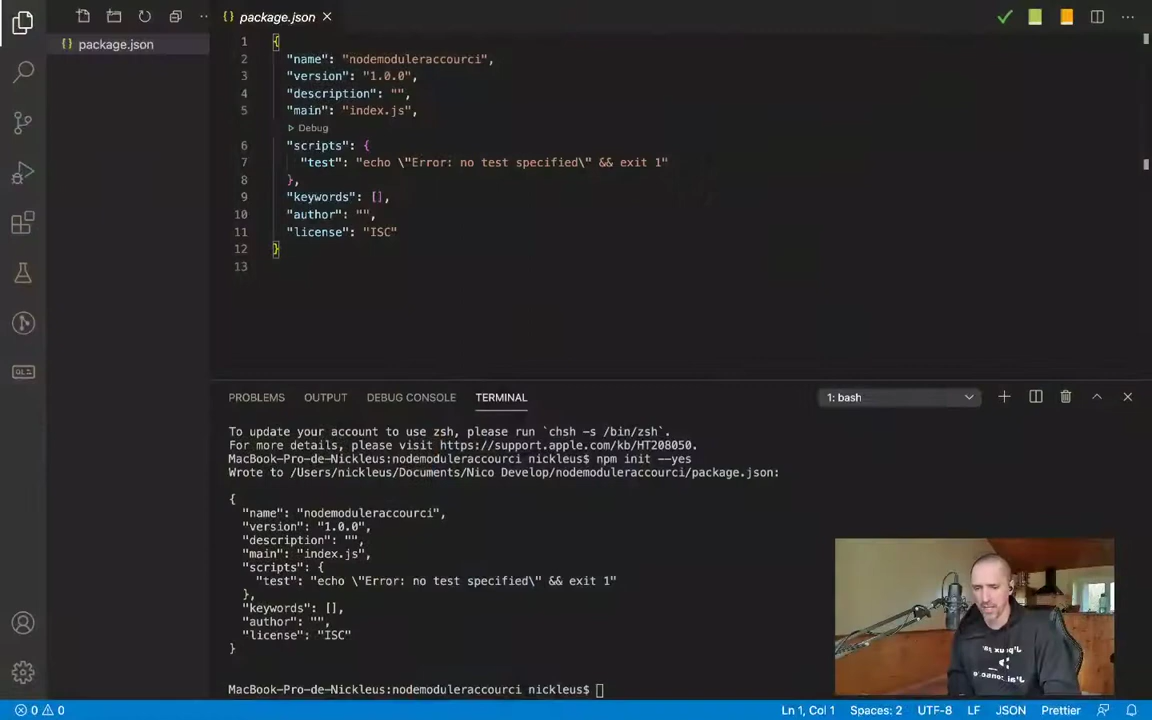 package.json
package.json
1 {
2 "name": "nodemoduleraccourci",
3 "version": "1.0.0",
4 "description": "",
5 "main": "index.js",
Debug
6 "scripts": {
7 "test": "echo \"Error: no test specified\" && exit 1"
8 },
9 "keywords": [],
10 "author": "",
11 "license": "ISC"
12 }
13
PROBLEMS OUTPUT DEBUG CONSOLE TERMINAL 1: bash
To update your account to use zsh, please run `chsh -s /bin/zsh`.
For more details, please visit https://support.apple.com/kb/HT208050.
MacBook-Pro-de-Nickleus:nodemoduleraccourci nickleus$ npm init --yes
Wrote to /Users/nickleus/Documents/Nico Develop/nodemoduleraccourci/package.json:
{
"name": "nodemoduleraccourci",
"version": "1.0.0",
"description": "",
"main": "index.js",
"scripts": {
"test": "echo \"Error: no test specified\" && exit 1"
},
"keywords": [],
"author": "",
"license": "ISC"
}
MacBook-Pro-de-Nickleus:nodemoduleraccourci nickleus$
0 0 Ln 1, Col 1 Spaces: 2 UTF-8 LF JSON Prettier